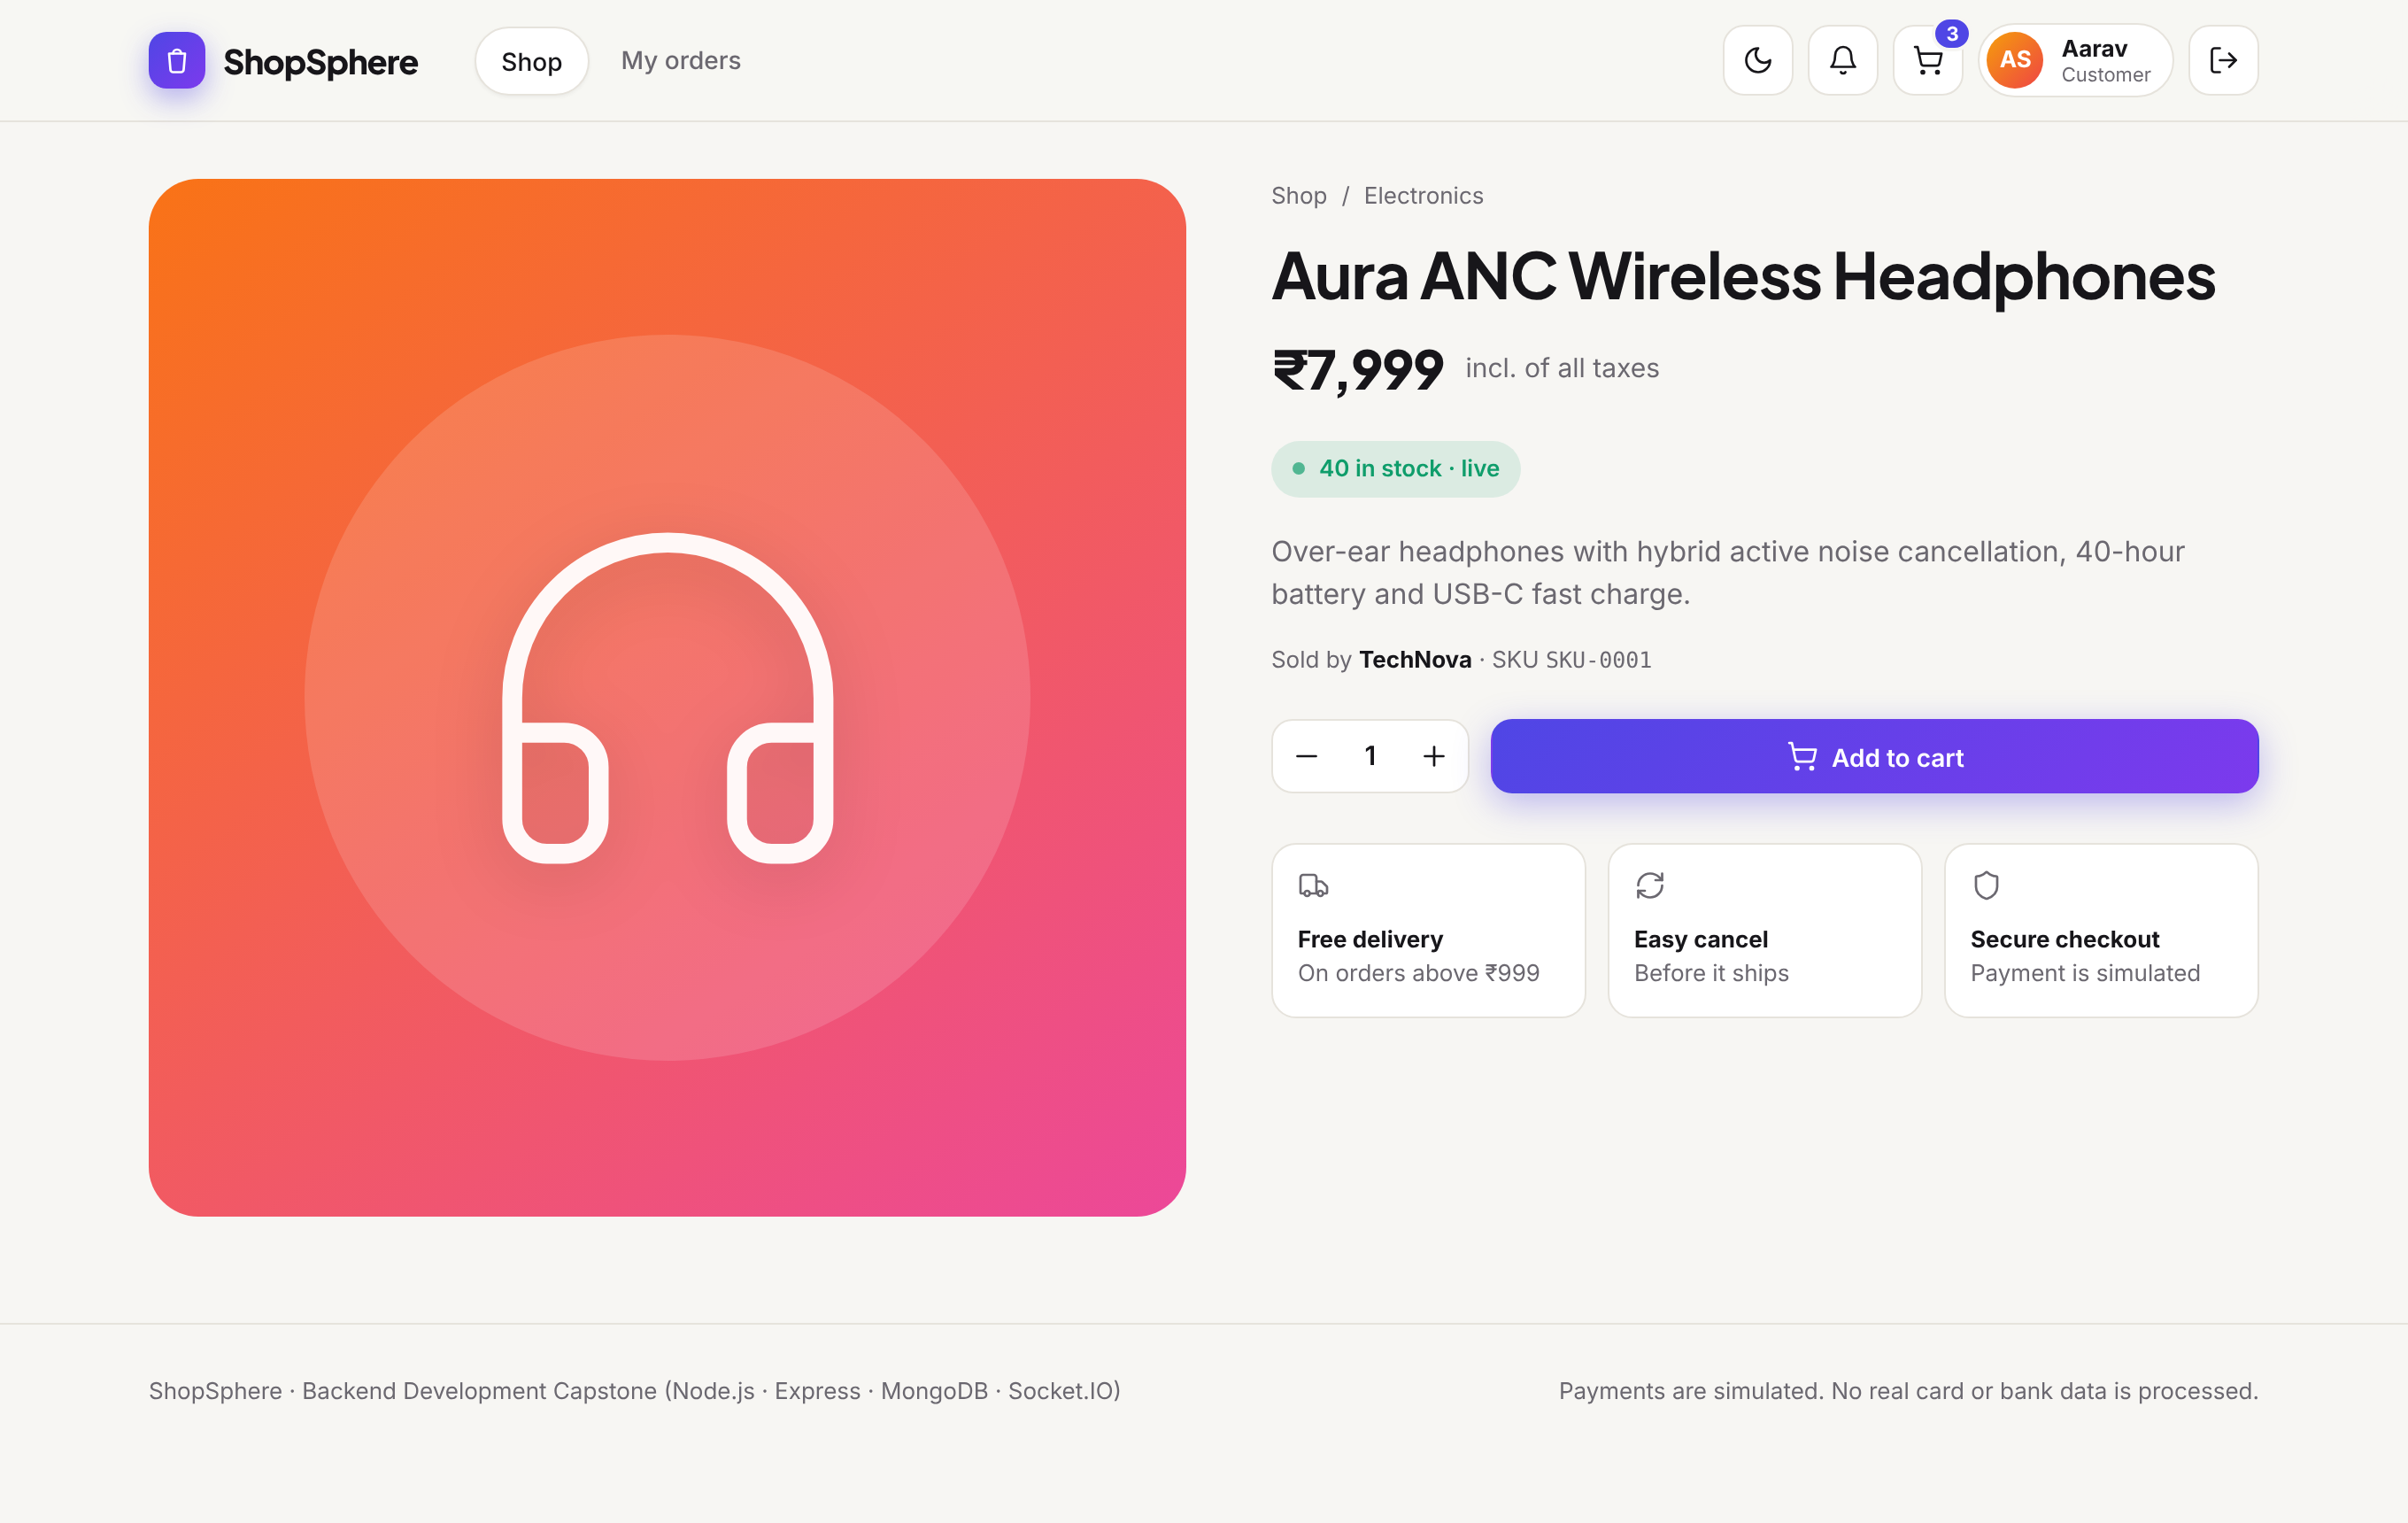 ShopSphere
Shop
My orders
3
AS
Aarav
Customer
Shop / Electronics
Aura ANC Wireless Headphones
₹7,999 incl. of all taxes
40 in stock · live
Over-ear headphones with hybrid active noise cancellation, 40-hour
battery and USB-C fast charge.
Sold by TechNova · SKU SKU-0001
1
Add to cart
Free delivery
On orders above ₹999
Easy cancel
Before it ships
Secure checkout
Payment is simulated
ShopSphere · Backend Development Capstone (Node.js · Express · MongoDB · Socket.IO)
Payments are simulated. No real card or bank data is processed.